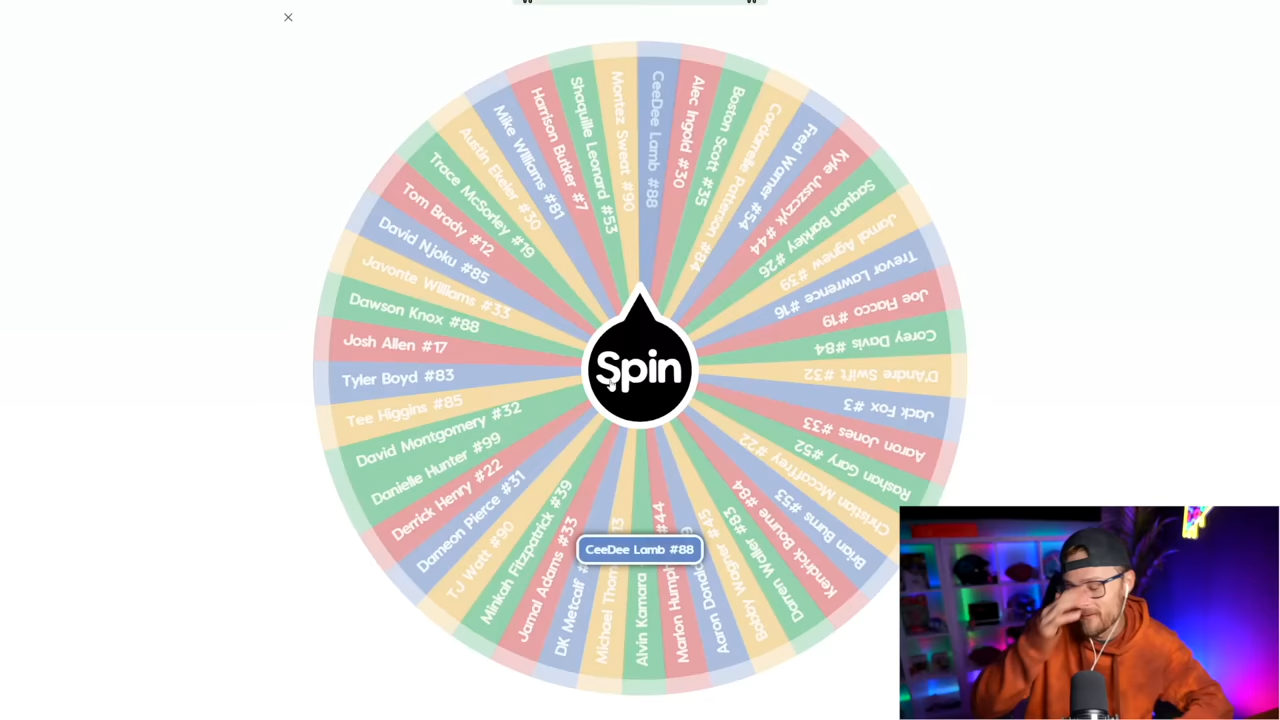 CeeDee Lamb #88
Alec Ingold #30
Boston Scott #35
Cordarrelle Patterson #84
Fred Warner #54
Kyle Juszczyk #44
Saquon Barkley #26
Jamal Agnew #39
Trevor Lawrence #16
Joe Flacco #19
Corey Davis #84
D'Andre Swift #32
Jack Fox #3
Aaron Jones #33
Rashan Gary #52
Christian Mccaffrey #22
Brian Burns #53
Kendrick Bourne #84
Darren Waller #83
Bobby Wagner #45
Aaron Donald
Marlon Humph #44
Alvin Kamara
Michael Thom 13
DK Metcalf #
Jamal Adams #33
Minkah Fitzpatrick #39
TJ Watt #90
Dameon Pierce #31
Derrick Henry #22
Danielle Hunter #99
David Montgomery #32
Tee Higgins #85
Tyler Boyd #83
Josh Allen #17
Dawson Knox #88
Javonte Williams #33
David Njoku #85
Tom Brady #12
Trace McSorley #19
Austin Ekeler #30
Mike Williams #81
Harrison Butker #7
Shaquille Leonard #53
Montez Sweat #90
Spin
CeeDee Lamb #88